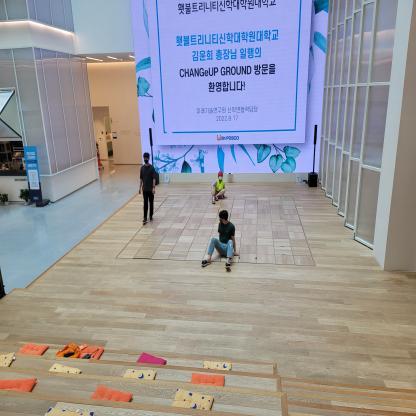 햇불트리니티신학대학원대학교
햇불트리니티신학대학원대학교
김윤희 총장님 일행의
CHANGeUP GROUND 방문을
환영합니다!
2022.8.17
POSCO